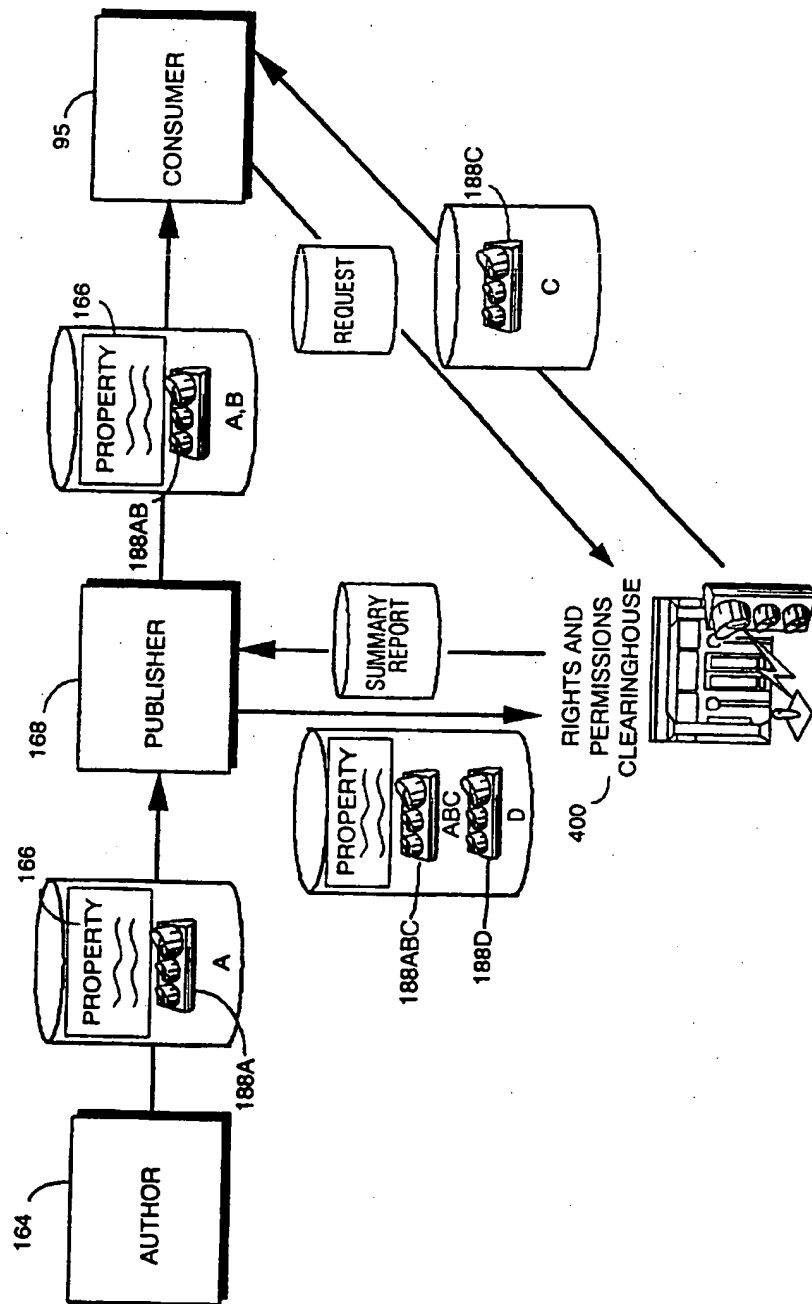 164
AUTHOR
166
PROPERTY
A
188A
168
PUBLISHER
188AB
166
PROPERTY
A,B
95
CONSUMER
PROPERTY
188ABC
ABC
188D
D
SUMMARY
REPORT
REQUEST
188C
C
400
RIGHTS AND
PERMISSIONS
CLEARINGHOUSE